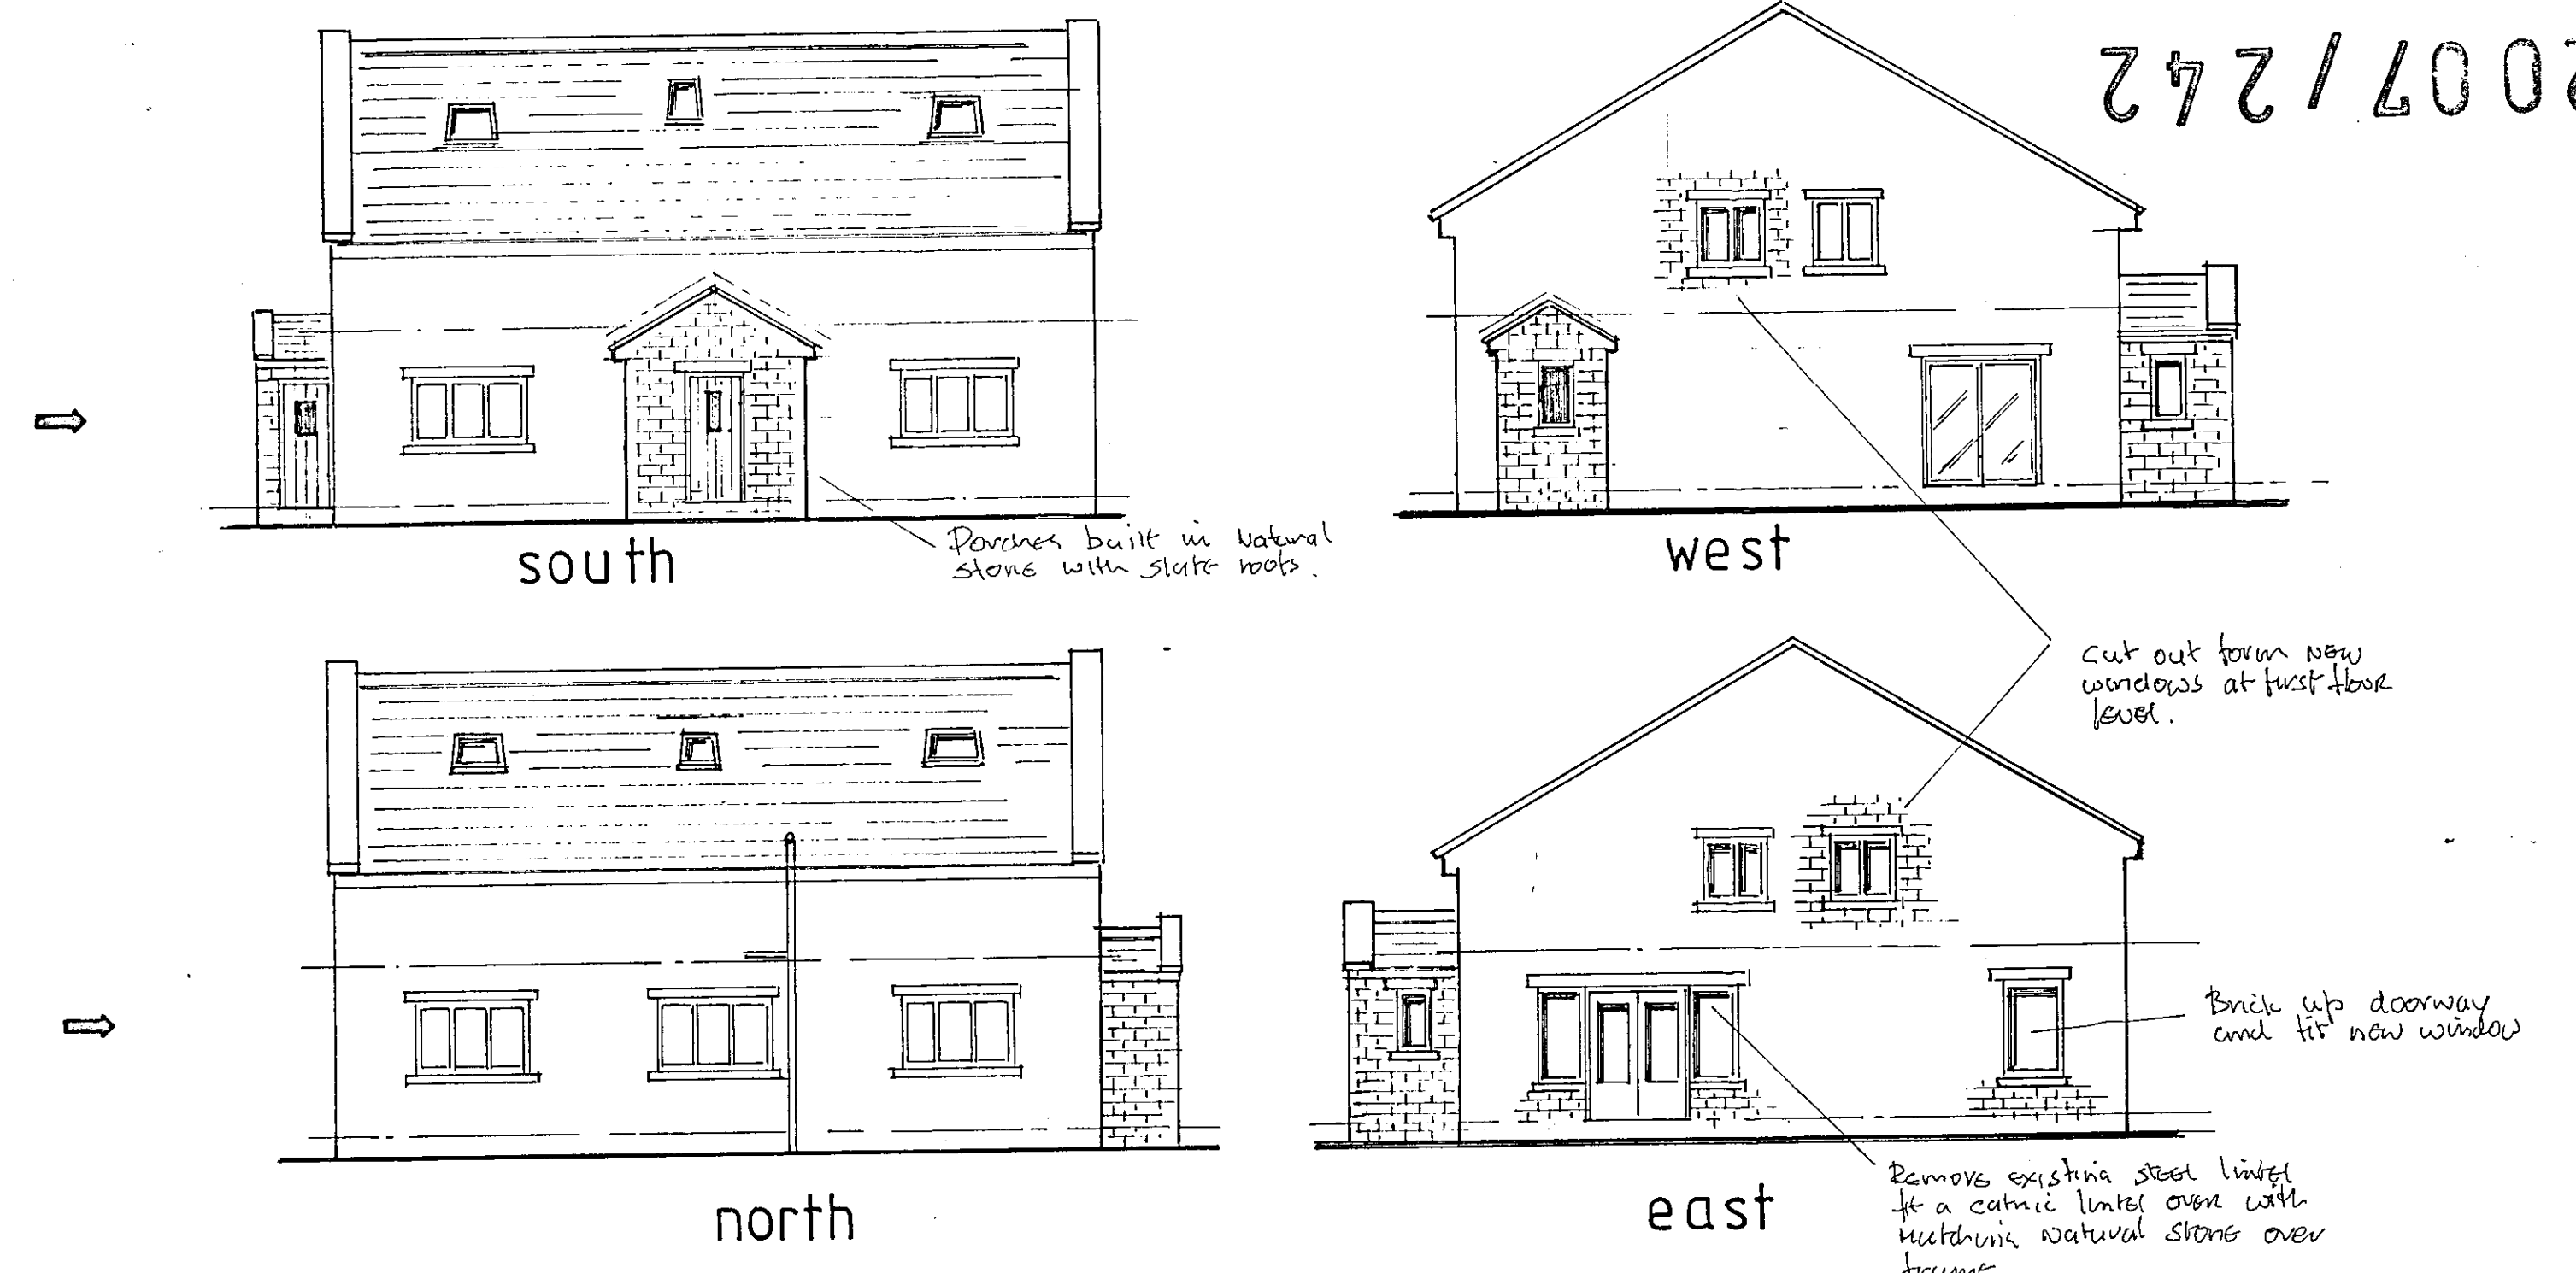 2007/242
south
Porches built in Natural
stone with slate roofs.
west
Cut out form NEW
windows at first floor
level.
north
Brick up doorway
and fit new window
east
Remove existing steel lintel
fit a catnic lintel over with
matching natural stone over
frame